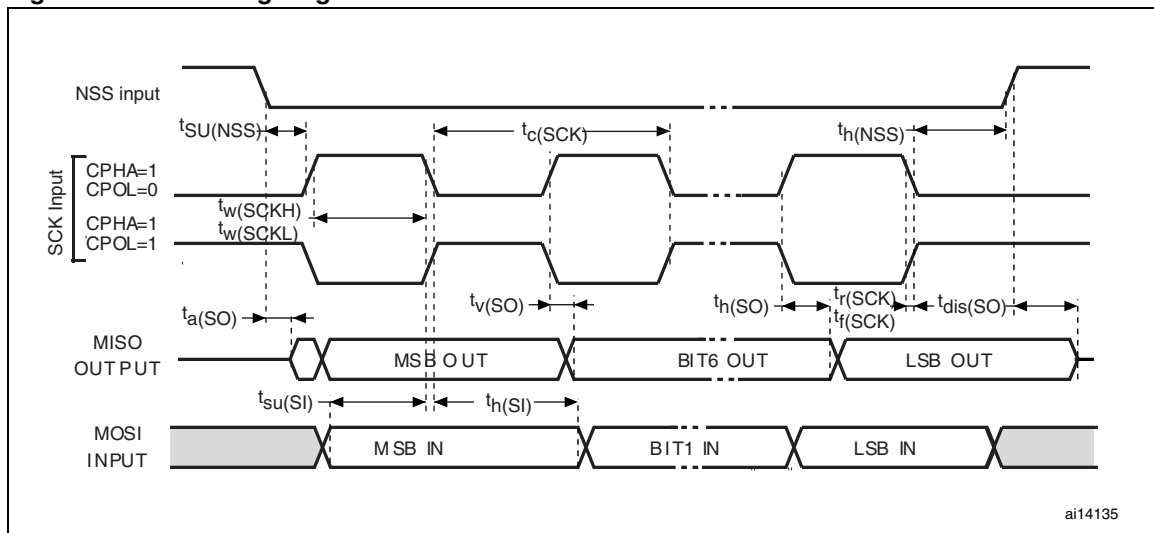 NSS input
tSU(NSS)
tc(SCK)
th(NSS)
SCK Input
CPHA=1
CPOL=0
CPHA=1
CPOL=1
tw(SCKH)
tw(SCKL)
ta(SO)
tv(SO)
th(SO)
tr(SCK)
tf(SCK)
tdis(SO)
MISO
OUTPUT
MSB OUT
BIT6 OUT
LSB OUT
tsu(SI)
th(SI)
MOSI
INPUT
MSB IN
BIT1 IN
LSB IN
ai14135